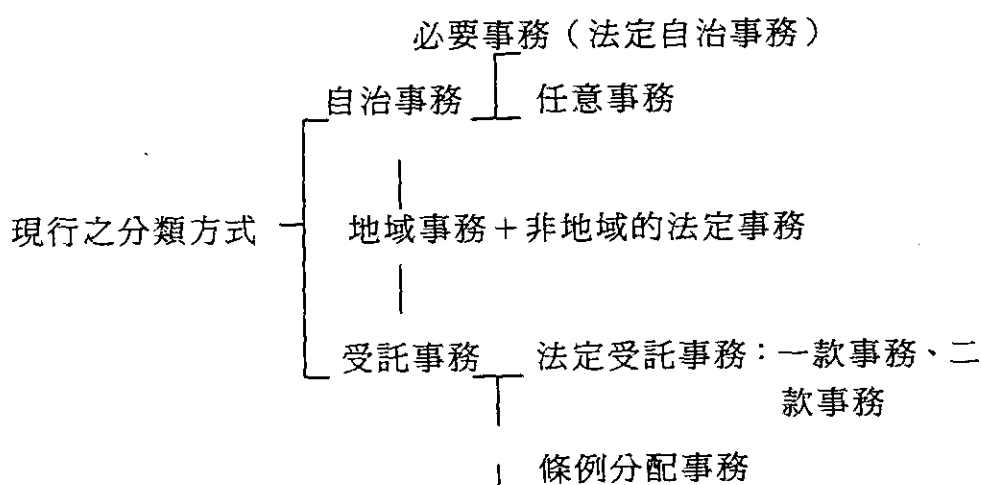 必要事務（法定自治事務）
自治事務
任意事務
現行之分類方式
地域事務＋非地域的法定事務
受託事務
法定受託事務：一款事務、二
款事務
條例分配事務